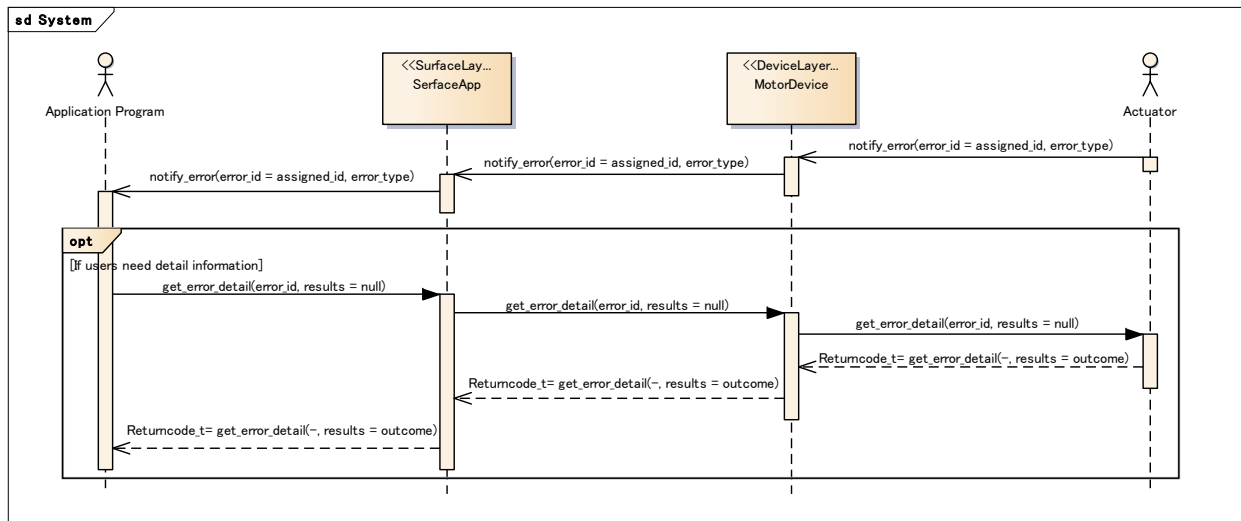 sd System
<<SurfaceLay...
SerfaceApp
<<DeviceLayer...
MotorDevice
Application Program
Actuator
notify_error(error_id = assigned_id, error_type)
notify_error(error_id = assigned_id, error_type)
notify_error(error_id = assigned_id, error_type)
opt
[If users need detail information]
get_error_detail(error_id, results = null)
get_error_detail(error_id, results = null)
get_error_detail(error_id, results = null)
Returncode_t= get_error_detail(-, results = outcome)
Returncode_t= get_error_detail(-, results = outcome)
Returncode_t= get_error_detail(-, results = outcome)